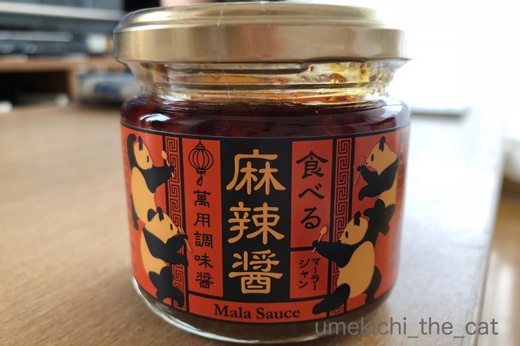 食べる
マーラー
ジャン
麻辣醬
萬用調味醬
Mala Sauce
umekichi_the_cat